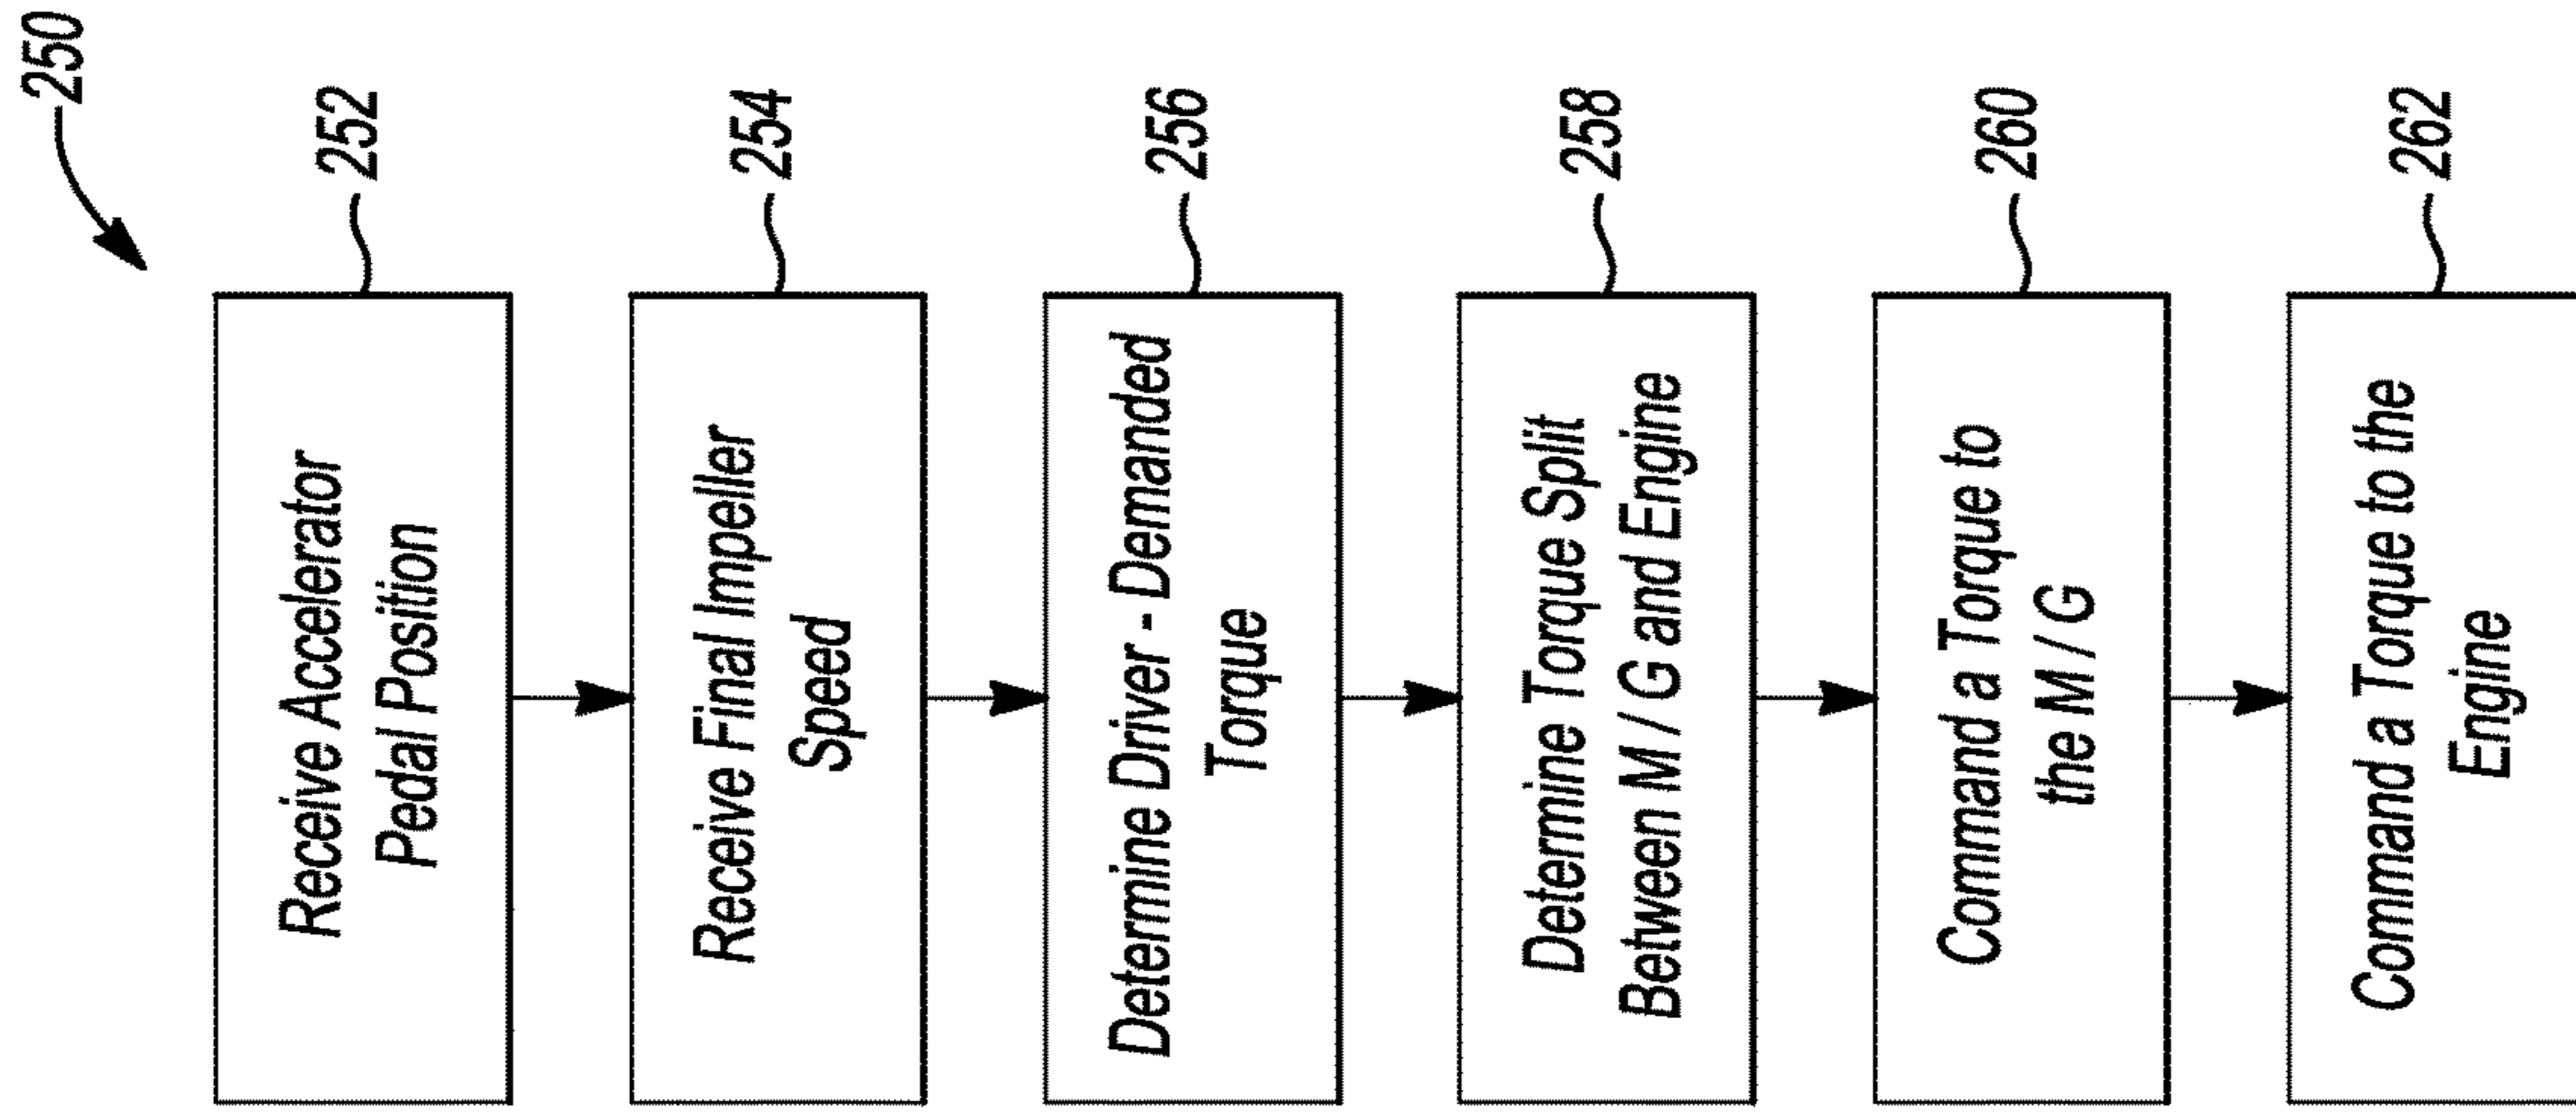 250
Receive Accelerator
Pedal Position
252
Receive Final Impeller
Speed
254
Determine Driver - Demanded
Torque
256
Determine Torque Split
Between M / G and Engine
258
Command a Torque to
the M / G
260
Command a Torque to the
Engine
262